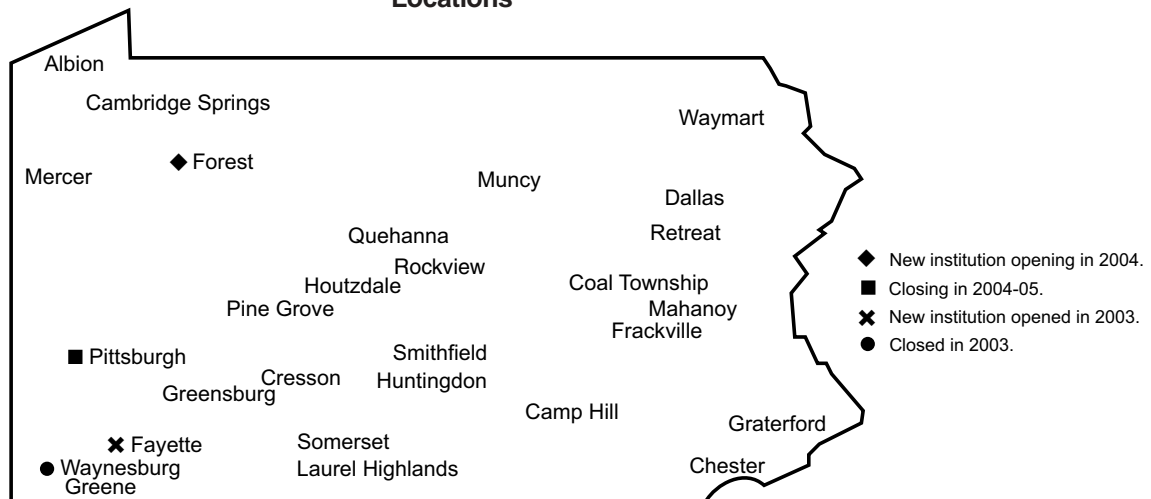 Locations
Albion
Cambridge Springs
Waymart
Forest
Mercer
Muncy
Dallas
Quehanna
Retreat
Rockview
Houtzdale
Coal Township
Pine Grove
Mahanoy
Frackville
Pittsburgh
Smithfield
Cresson
Huntingdon
Greensburg
Camp Hill
Graterford
Fayette
Somerset
Waynesburg
Laurel Highlands
Chester
Greene
New institution opening in 2004.
Closing in 2004-05.
New institution opened in 2003.
Closed in 2003.